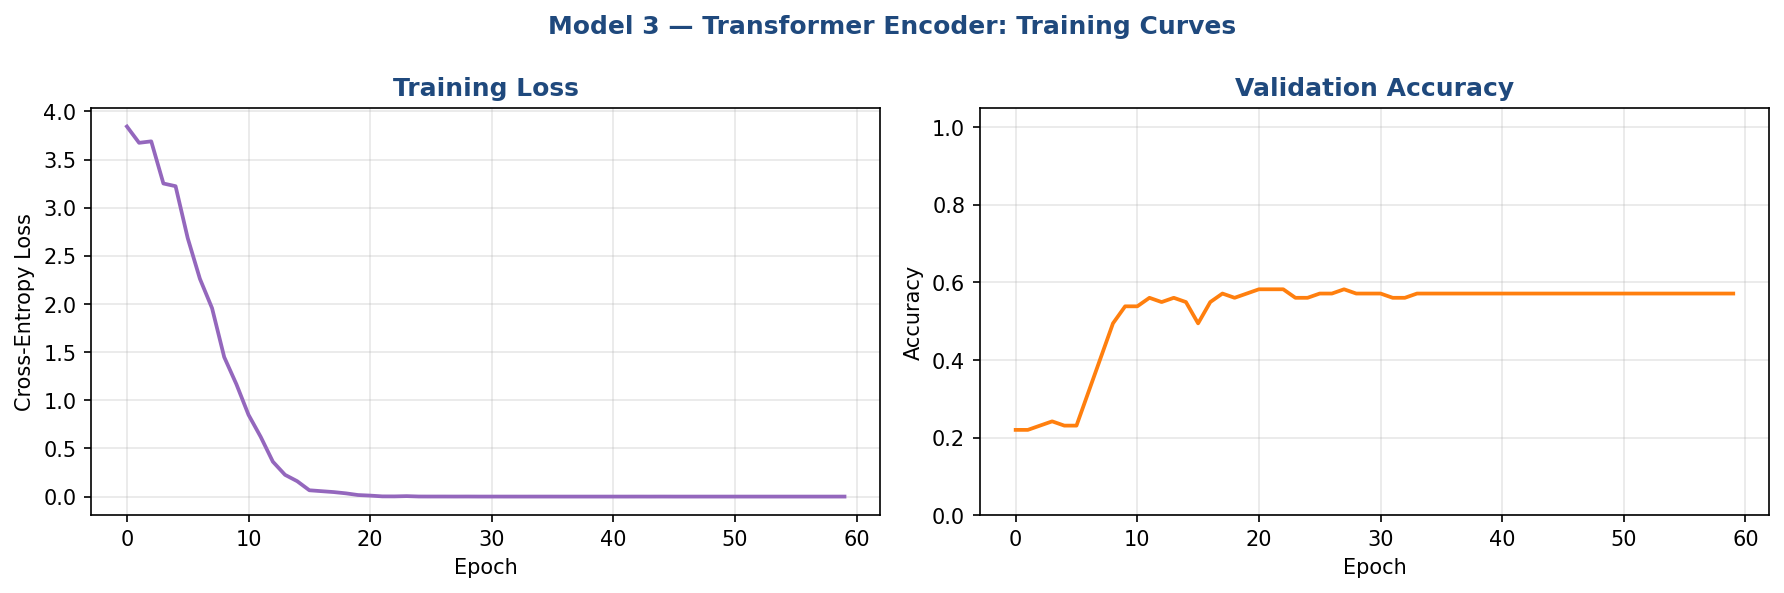 Model 3 — Transformer Encoder: Training Curves
Training Loss
Cross-Entropy Loss
4.0
3.5
3.0
2.5
2.0
1.5
1.0
0.5
0.0
0 10 20 30 40 50 60
Epoch
Validation Accuracy
Accuracy
1.0
0.8
0.6
0.4
0.2
0.0
0 10 20 30 40 50 60
Epoch